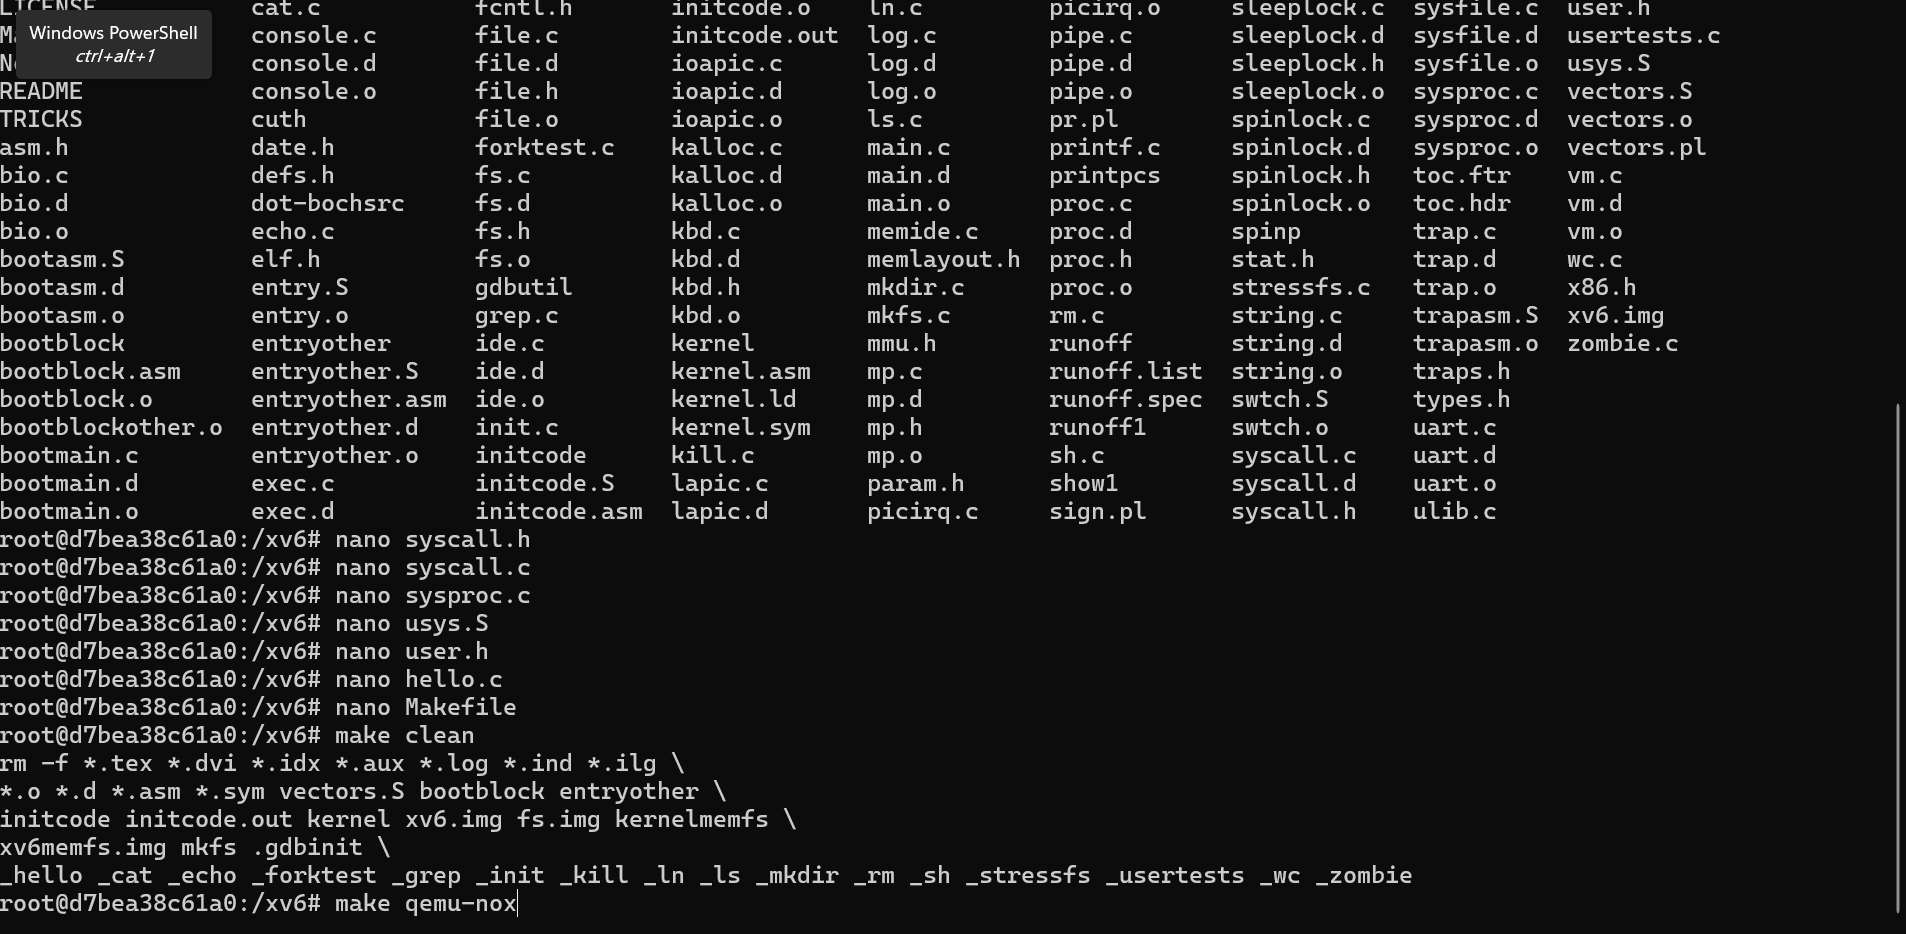 LICENSE cat.c fcntl.h initcode.o ln.c picirq.o sleeplock.c sysfile.c user.h
Windows PowerShell
ctrl+alt+1
console.c file.c initcode.out log.c pipe.c sleeplock.d sysfile.d usertests.c
console.d file.d ioapic.c log.d pipe.d sleeplock.h sysfile.o usys.S
README console.o file.h ioapic.d log.o pipe.o sleeplock.o sysproc.c vectors.S
TRICKS cuth file.o ioapic.o ls.c pr.pl spinlock.c sysproc.d vectors.o
asm.h date.h forktest.c kalloc.c main.c printf.c spinlock.d sysproc.o vectors.pl
bio.c defs.h fs.c kalloc.d main.d printpcs spinlock.h toc.ftr vm.c
bio.d dot-bochsrc fs.d kalloc.o main.o proc.c spinlock.o toc.hdr vm.d
bio.o echo.c fs.h kbd.c memide.c proc.d spinp trap.c vm.o
bootasm.S elf.h fs.o kbd.d memlayout.h proc.h stat.h trap.d wc.c
bootasm.d entry.S gdbutil kbd.h mkdir.c proc.o stressfs.c trap.o x86.h
bootasm.o entry.o grep.c kbd.o mkfs.c rm.c string.c trapasm.S xv6.img
bootblock entryother ide.c kernel mmu.h runoff string.d trapasm.o zombie.c
bootblock.asm entryother.S ide.d kernel.asm mp.c runoff.list string.o traps.h
bootblock.o entryother.asm ide.o kernel.ld mp.d runoff.spec swtch.S types.h
bootblockother.o entryother.d init.c kernel.sym mp.h runoff1 swtch.o uart.c
bootmain.c entryother.o initcode kill.c mp.o sh.c syscall.c uart.d
bootmain.d exec.c initcode.S lapic.c param.h show1 syscall.d uart.o
bootmain.o exec.d initcode.asm lapic.d picirq.c sign.pl syscall.h ulib.c
root@d7bea38c61a0:/xv6# nano syscall.h
root@d7bea38c61a0:/xv6# nano syscall.c
root@d7bea38c61a0:/xv6# nano sysproc.c
root@d7bea38c61a0:/xv6# nano usys.S
root@d7bea38c61a0:/xv6# nano user.h
root@d7bea38c61a0:/xv6# nano hello.c
root@d7bea38c61a0:/xv6# nano Makefile
root@d7bea38c61a0:/xv6# make clean
rm -f *.tex *.dvi *.idx *.aux *.log *.ind *.ilg \
*.o *.d *.asm *.sym vectors.S bootblock entryother \
initcode initcode.out kernel xv6.img fs.img kernelmemfs \
xv6memfs.img mkfs .gdbinit \
_hello _cat _echo _forktest _grep _init _kill _ln _ls _mkdir _rm _sh _stressfs _usertests _wc _zombie
root@d7bea38c61a0:/xv6# make qemu-nox